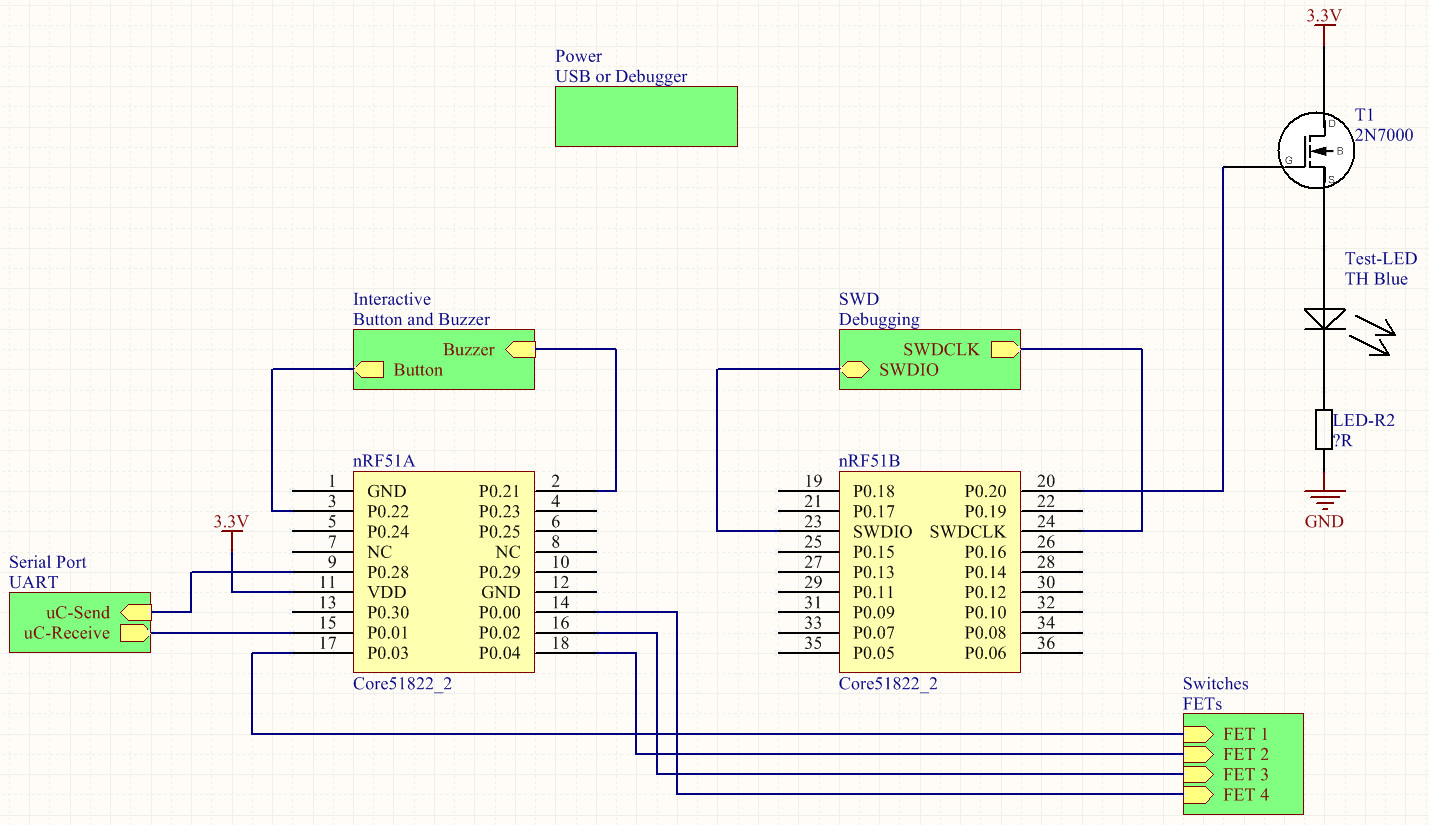 3.3V
Power
USB or Debugger
T1
2N7000
D
B
G
S
Test-LED
TH Blue
Interactive
Button and Buzzer
Buzzer
Button
SWD
Debugging
SWDCLK
SWDIO
LED-R2
?R
GND
nRF51A
1 GND P0.21 2
3 P0.22 P0.23 4
5 P0.24 P0.25 6
7 NC NC 8
9 P0.28 P0.29 10
11 VDD GND 12
13 P0.30 P0.00 14
15 P0.01 P0.02 16
17 P0.03 P0.04 18
Core51822_2
nRF51B
19 P0.18 P0.20 20
21 P0.17 P0.19 22
23 SWDIO SWDCLK 24
25 P0.15 P0.16 26
27 P0.13 P0.14 28
29 P0.11 P0.12 30
31 P0.09 P0.10 32
33 P0.07 P0.08 34
35 P0.05 P0.06 36
Core51822_2
3.3V
Serial Port
UART
uC-Send
uC-Receive
Switches
FETs
FET 1
FET 2
FET 3
FET 4